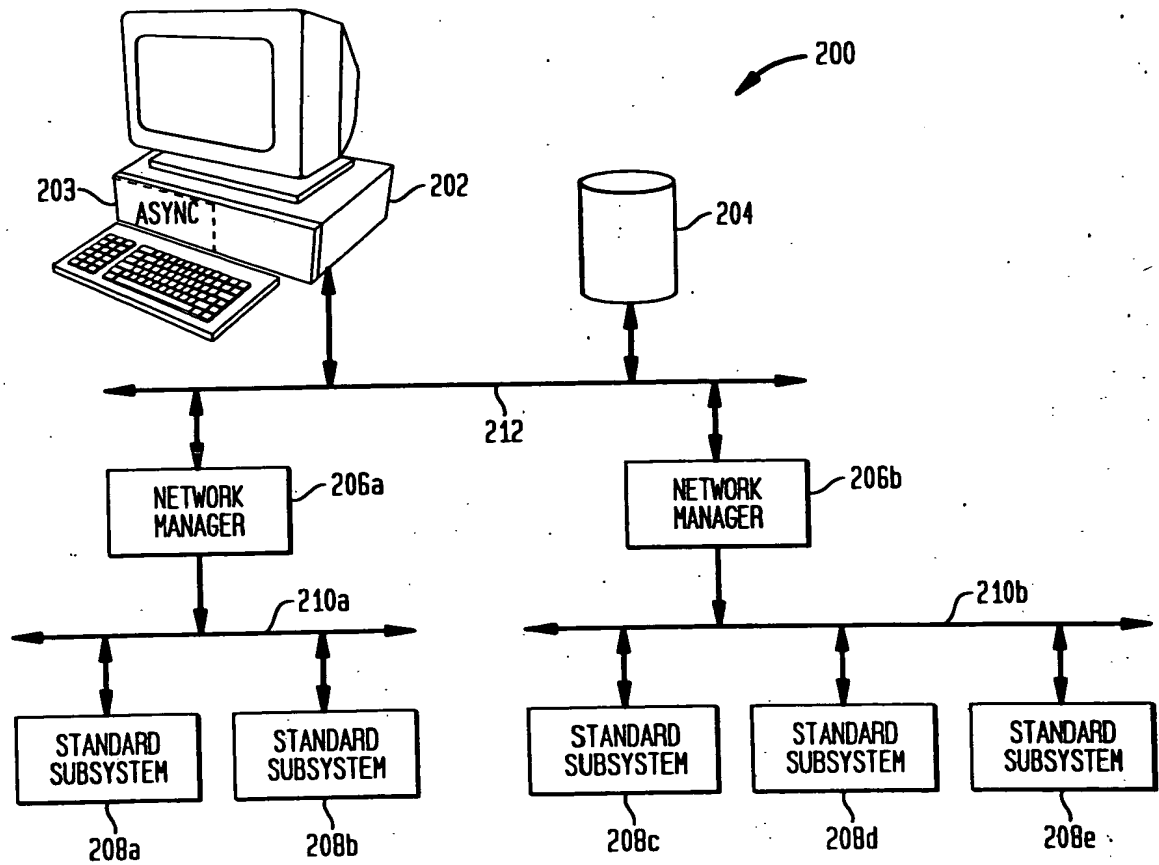 200
203
ASYNC
202
204
212
NETWORK
MANAGER
206a
NETWORK
MANAGER
206b
210a
210b
STANDARD
SUBSYSTEM
STANDARD
SUBSYSTEM
STANDARD
SUBSYSTEM
STANDARD
SUBSYSTEM
STANDARD
SUBSYSTEM
208a
208b
208c
208d
208e